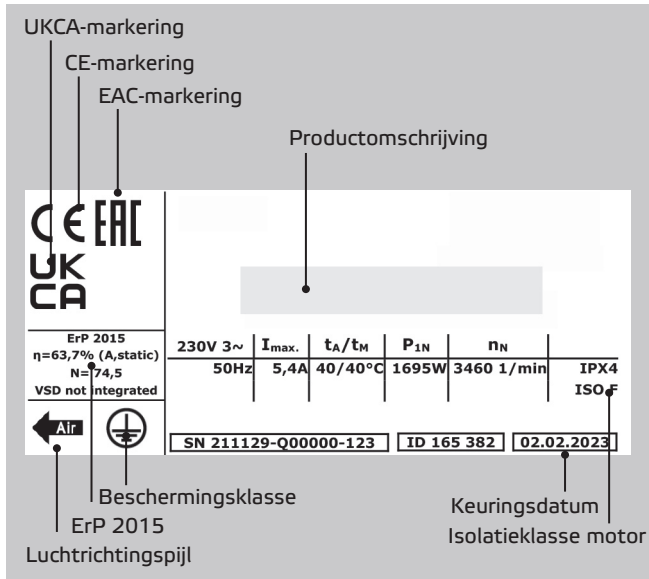 UKCA-markering
CE-markering
EAC-markering
Productomschrijving
CE EAC
UK
CA
ErP 2015
η=63,7% (A,static)
N= 74,5
VSD not integrated
230V 3~ Imax. tA/tM P1N nN
50Hz 5,4A 40/40°C 1695W 3460 1/min IPX4
ISO F
Air
SN 211129-Q00000-123 ID 165 382 02.02.2023
Beschermingsklasse
ErP 2015
Luchtrichtingspijl
Keuringsdatum
Isolatieklasse motor